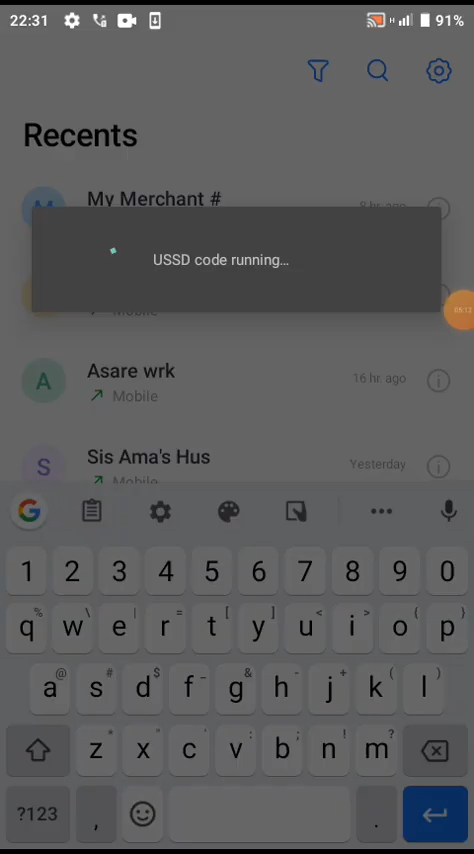 22:31 91%
Recents
My Merchant #
8 hr. ago
USSD code running...
Mobile
Asare wrk
16 hr. ago
Mobile
Sis Ama's Hus
Yesterday
Mobile
1 2 3 4 5 6 7 8 9 0
% \ | = [ ] < > { }
q w e r t y u i o p
@ # $ _ & - + ( )
a s d f g h j k l
* " ' : ; ! ?
z x c v b n m
?123 , .